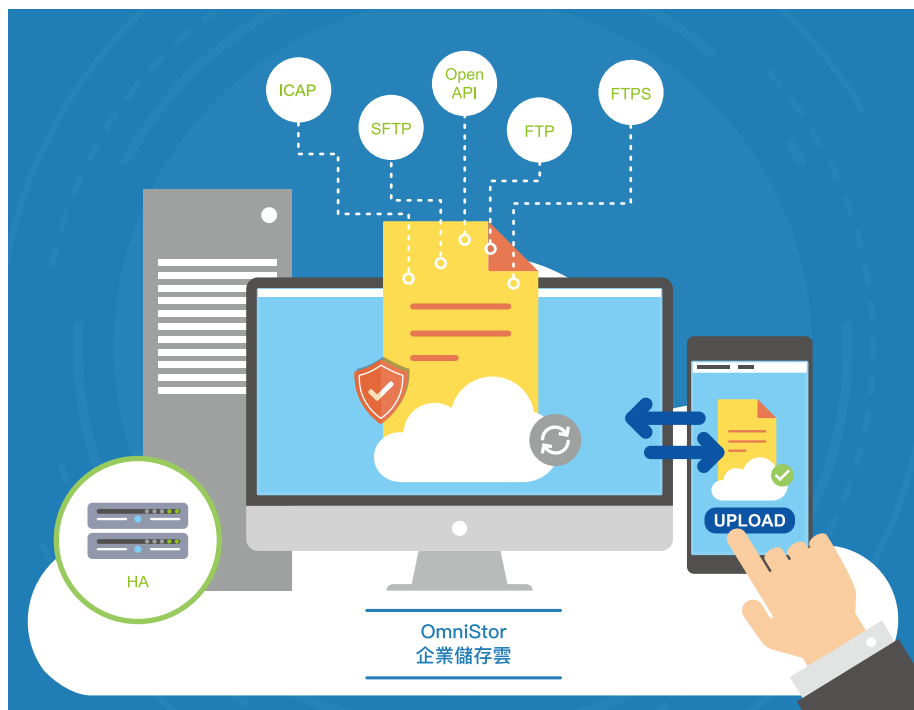 ICAP
SFTP
Open
API
FTP
FTPS
UPLOAD
HA
OmniStor
企業儲存雲